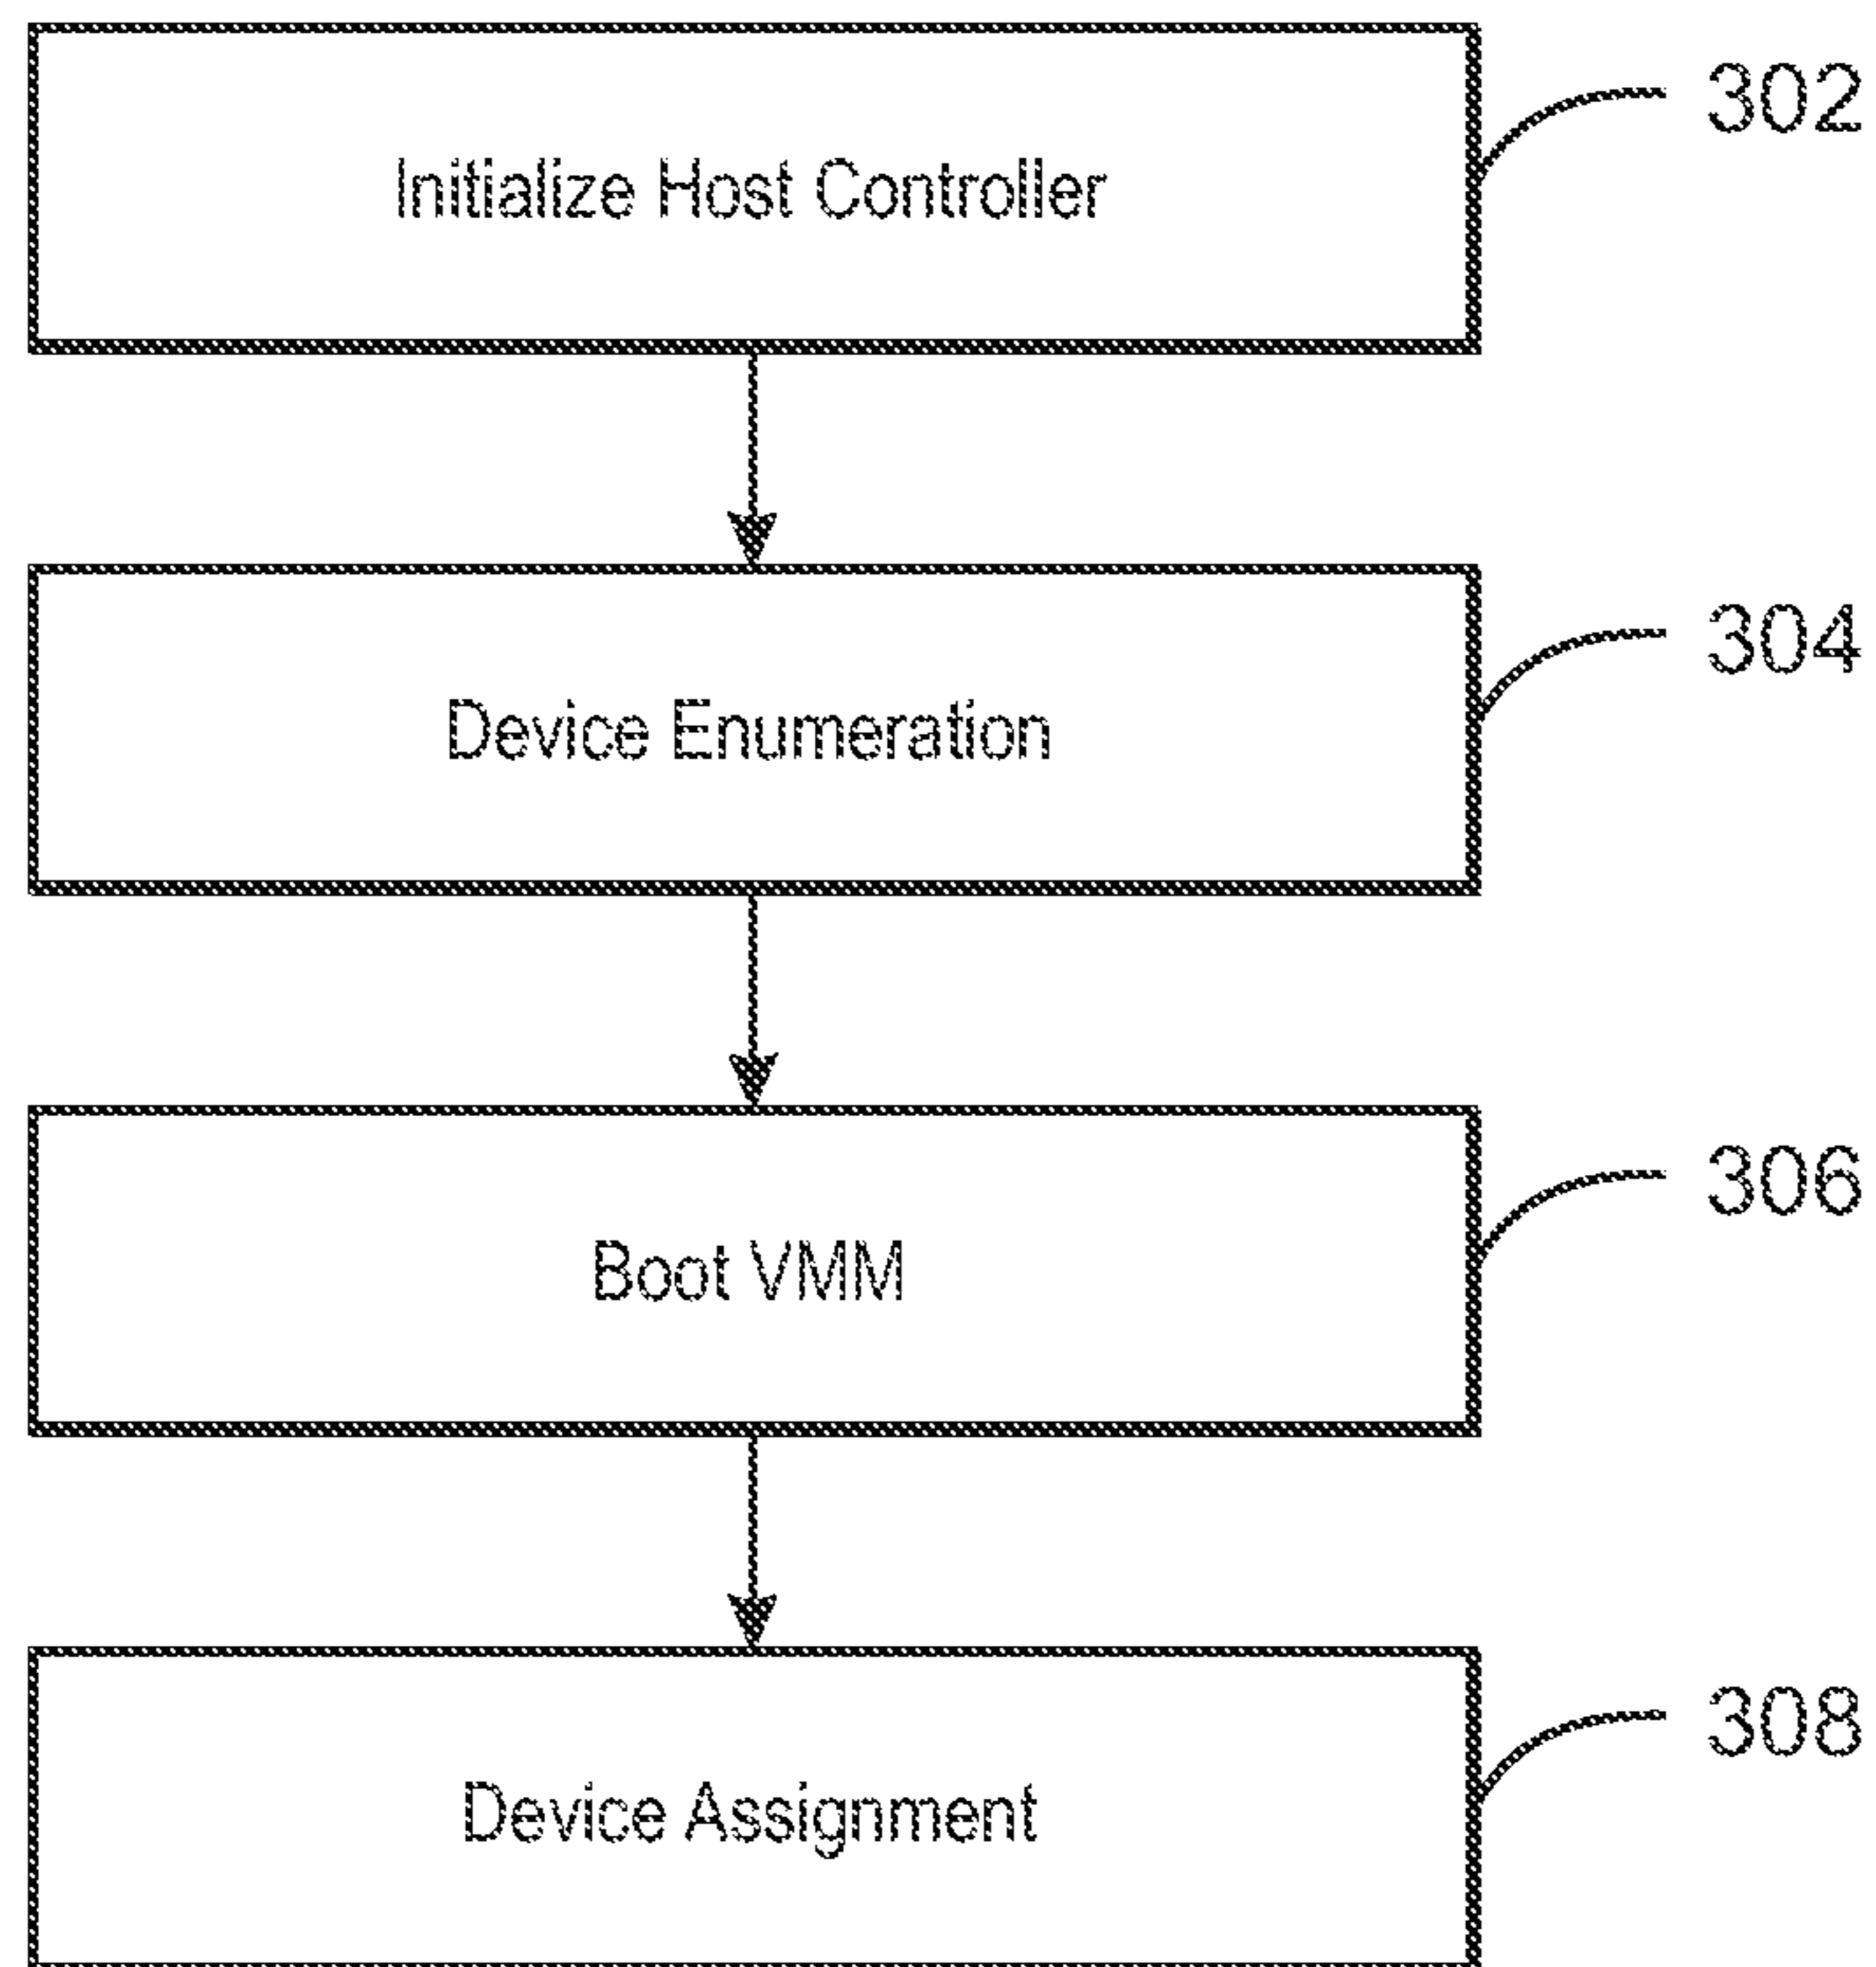 302
Initialize Host Controller
304
Device Enumeration
306
Boot VMM
308
Device Assignment